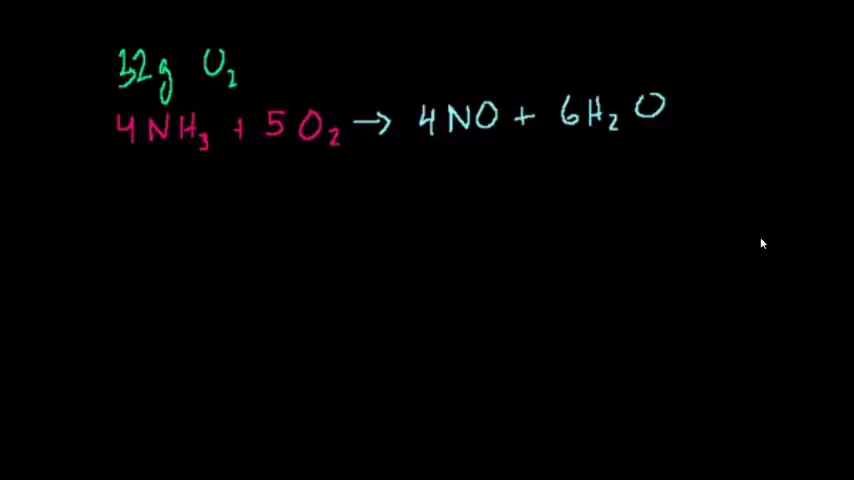 32g O₂
4NH₃ + 5O₂ → 4NO + 6H₂O